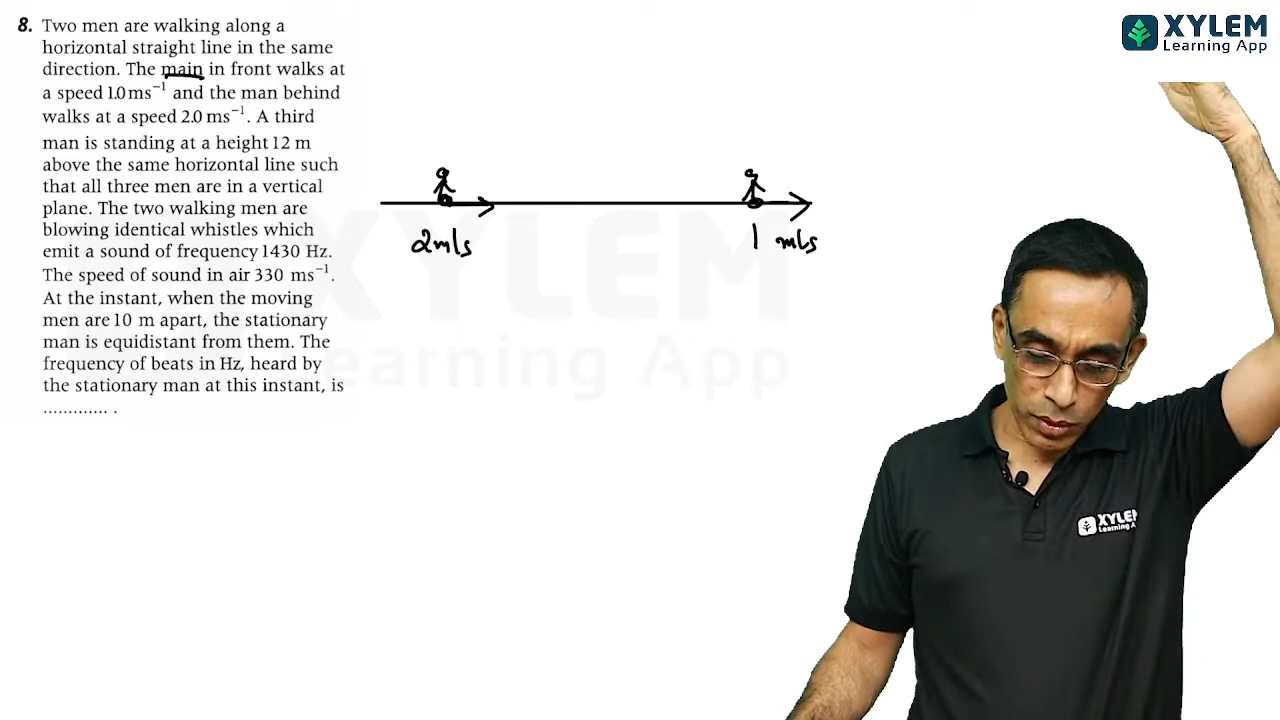 8. Two men are walking along a
horizontal straight line in the same
direction. The main in front walks at
a speed 1.0 ms⁻¹ and the man behind
walks at a speed 2.0 ms⁻¹. A third
man is standing at a height 12 m
above the same horizontal line such
that all three men are in a vertical
plane. The two walking men are
blowing identical whistles which
emit a sound of frequency 1430 Hz.
The speed of sound in air 330 ms⁻¹.
At the instant, when the moving
men are 10 m apart, the stationary
man is equidistant from them. The
frequency of beats in Hz, heard by
the stationary man at this instant, is
............. .
2m/s
1 m/s
XYLEM
Learning App
XYLEM
Learning App
XYLEM
Learning A